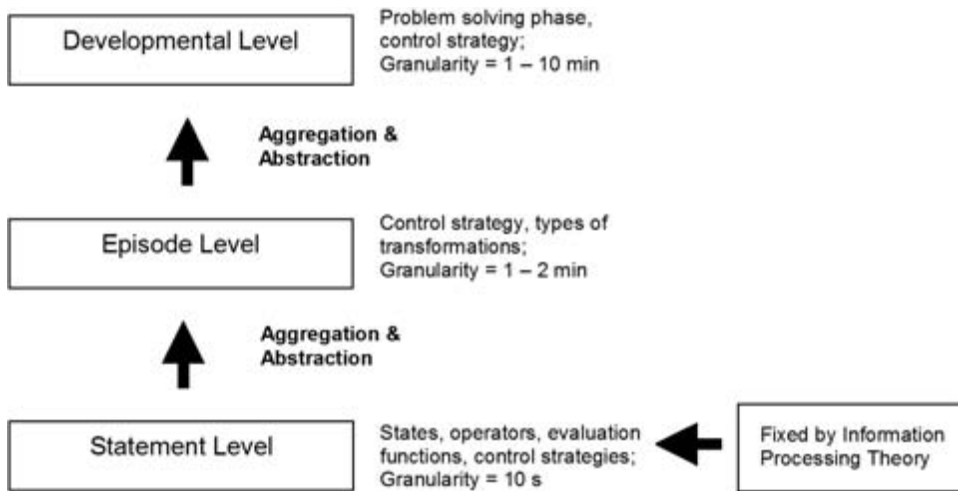 Developmental Level
Problem solving phase,
control strategy;
Granularity = 1 – 10 min
Aggregation &
Abstraction
Episode Level
Control strategy, types of
transformations;
Granularity = 1 – 2 min
Aggregation &
Abstraction
Statement Level
States, operators, evaluation
functions, control strategies;
Granularity = 10 s
Fixed by Information
Processing Theory